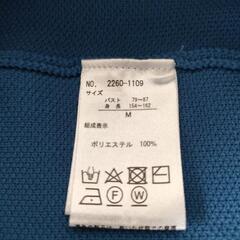 NO. 2260-1109
サイズ
バスト 79~87
身長 154~162
M
組成表示
ポリエステル 100%
F W